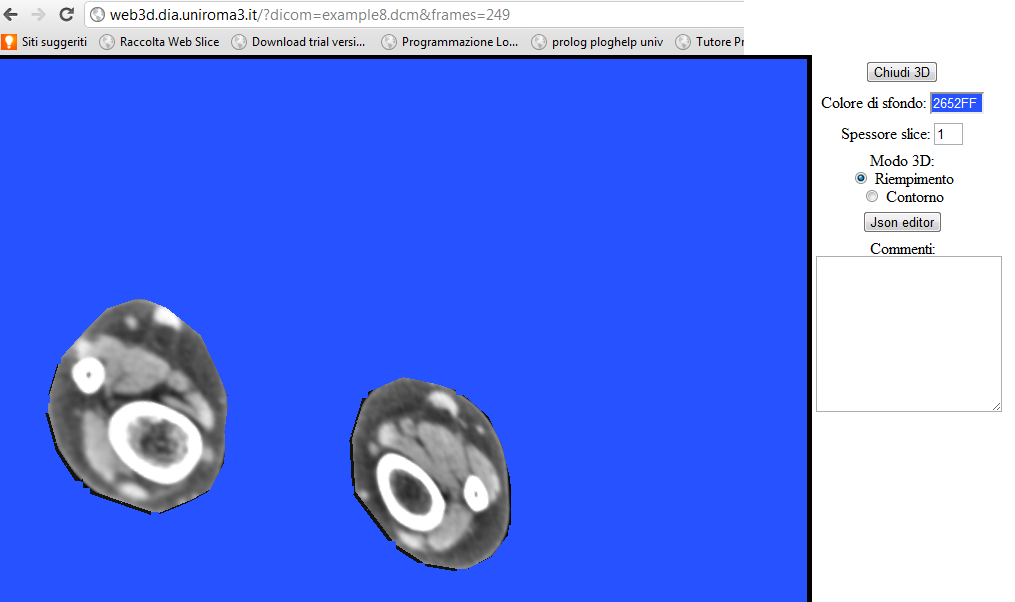 web3d.dia.uniroma3.it/?dicom=example8.dcm&frames=249
Siti suggeriti Raccolta Web Slice Download trial versi... Programmazione Lo... prolog ploghelp univ Tutore Pr
Chiudi 3D
Colore di sfondo: 2652FF
Spessore slice: 1
Modo 3D:
Riempimento
Contorno
Json editor
Commenti: